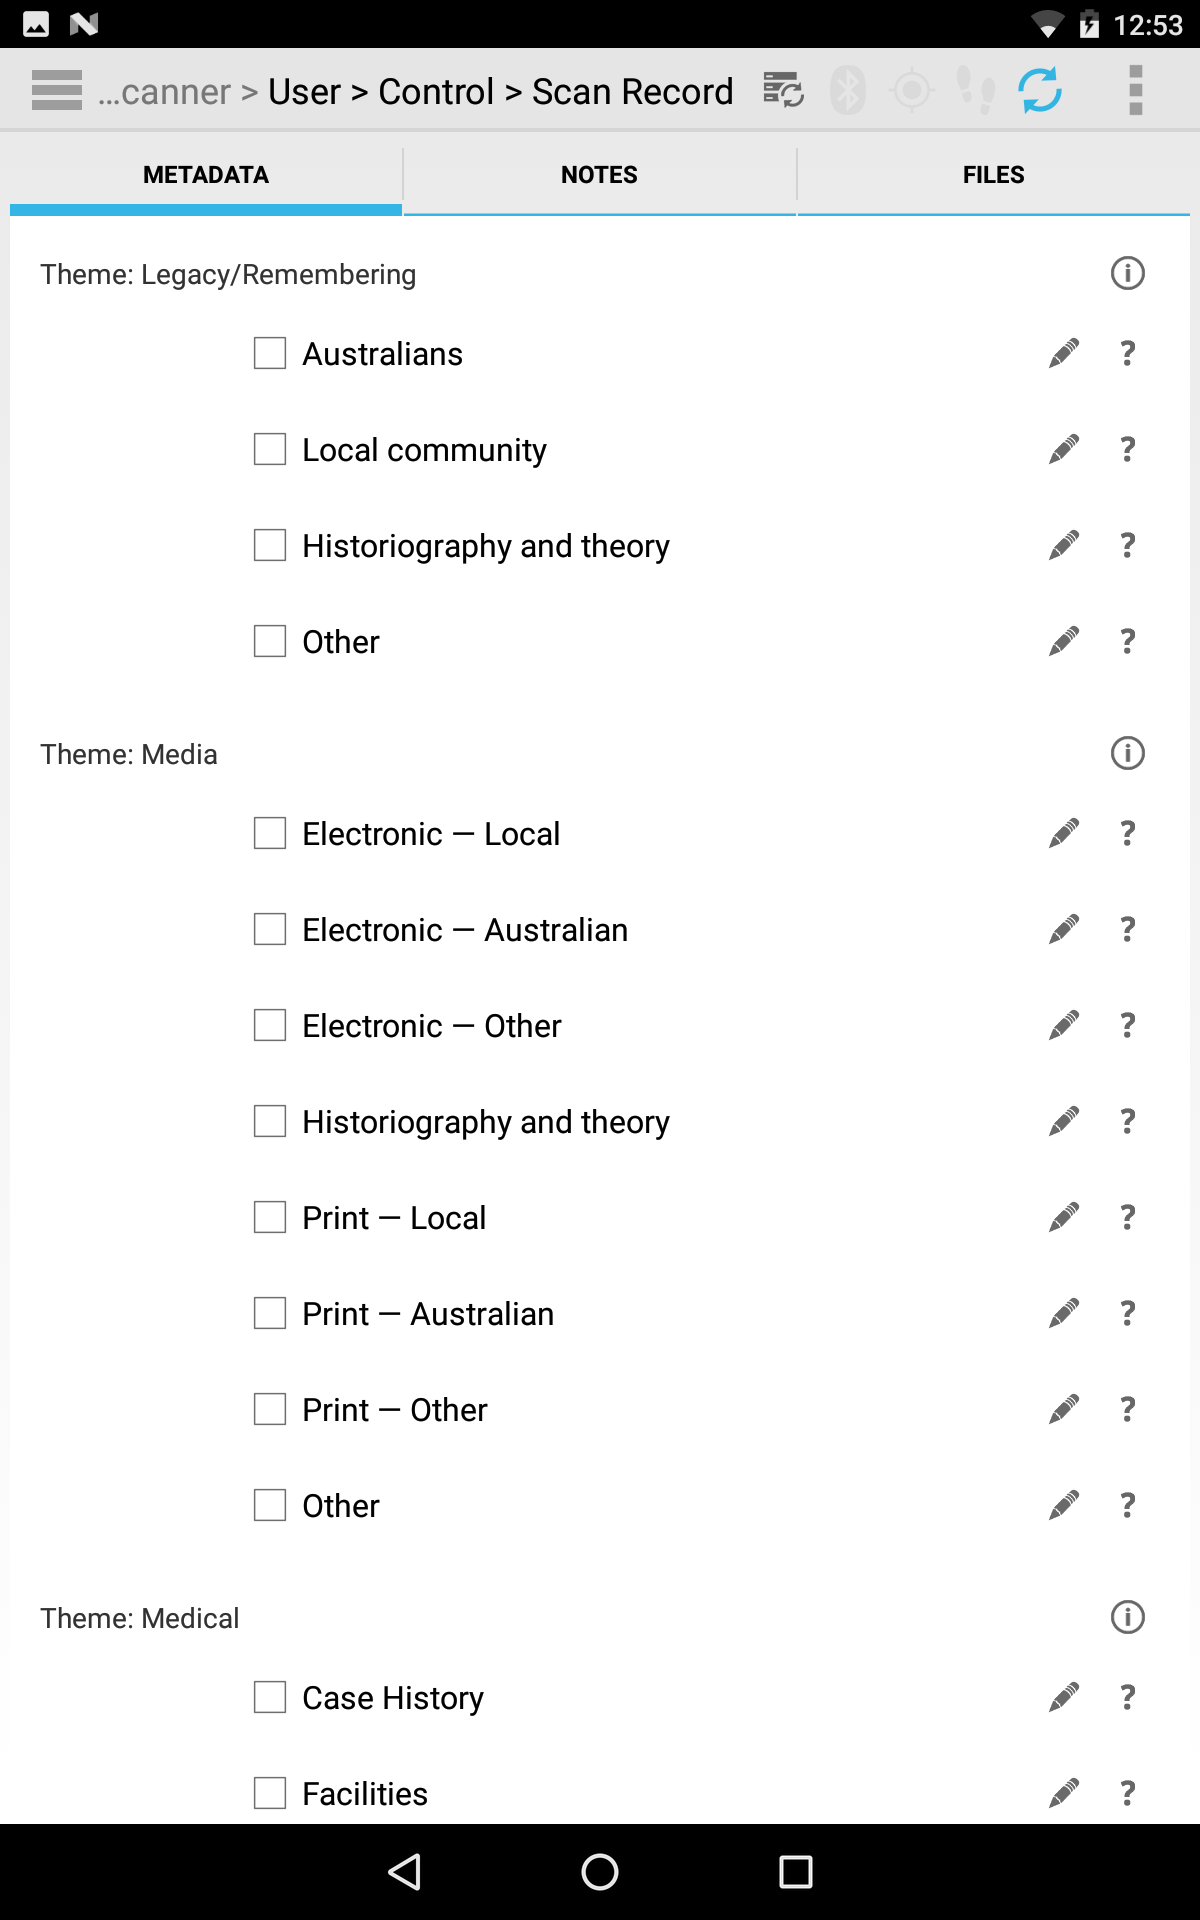 12:53
...canner > User > Control > Scan Record
METADATA
NOTES
FILES
Theme: Legacy/Remembering
Australians
?
Local community
?
Historiography and theory
?
Other
?
Theme: Media
Electronic — Local
?
Electronic — Australian
?
Electronic — Other
?
Historiography and theory
?
Print — Local
?
Print — Australian
?
Print — Other
?
Other
?
Theme: Medical
Case History
?
Facilities
?